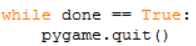 while done == True:
    pygame.quit()